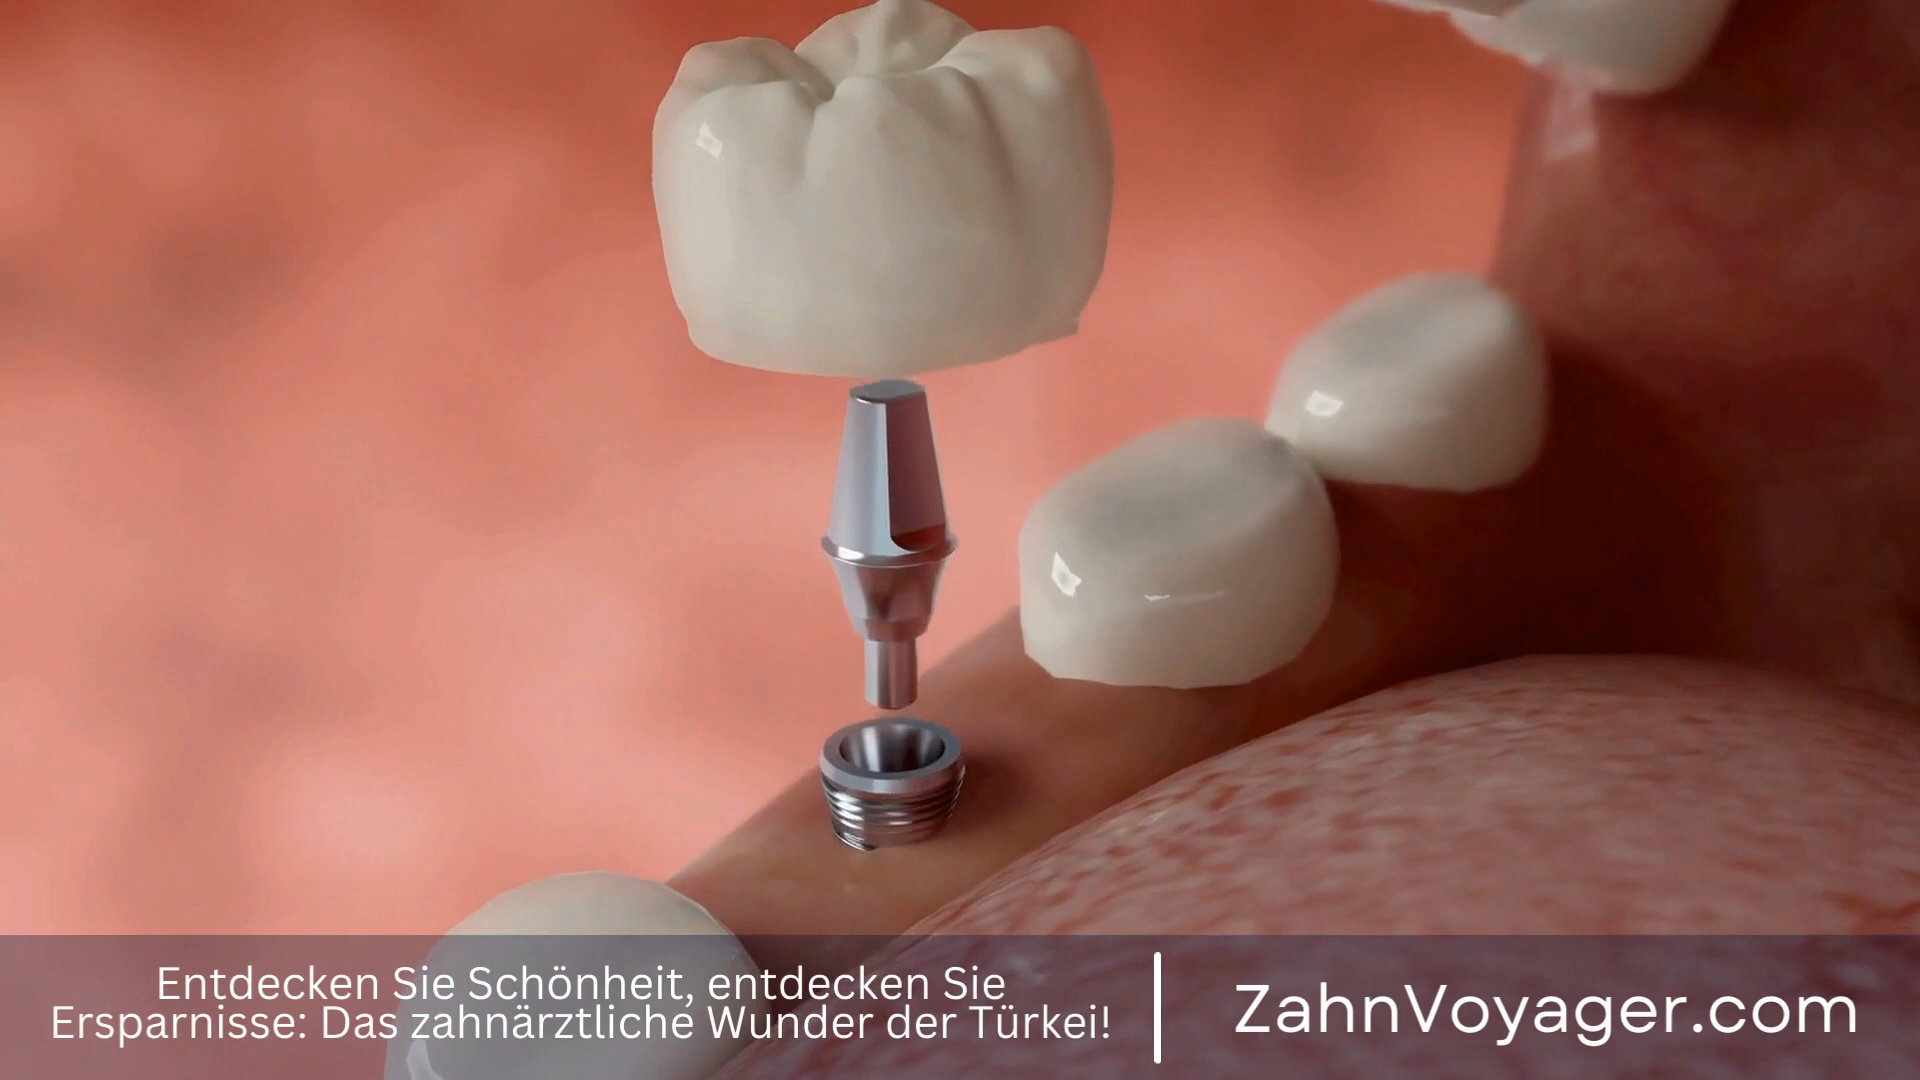 Entdecken Sie Schönheit, entdecken Sie
Ersparnisse: Das zahnärztliche Wunder der Türkei!
ZahnVoyager.com